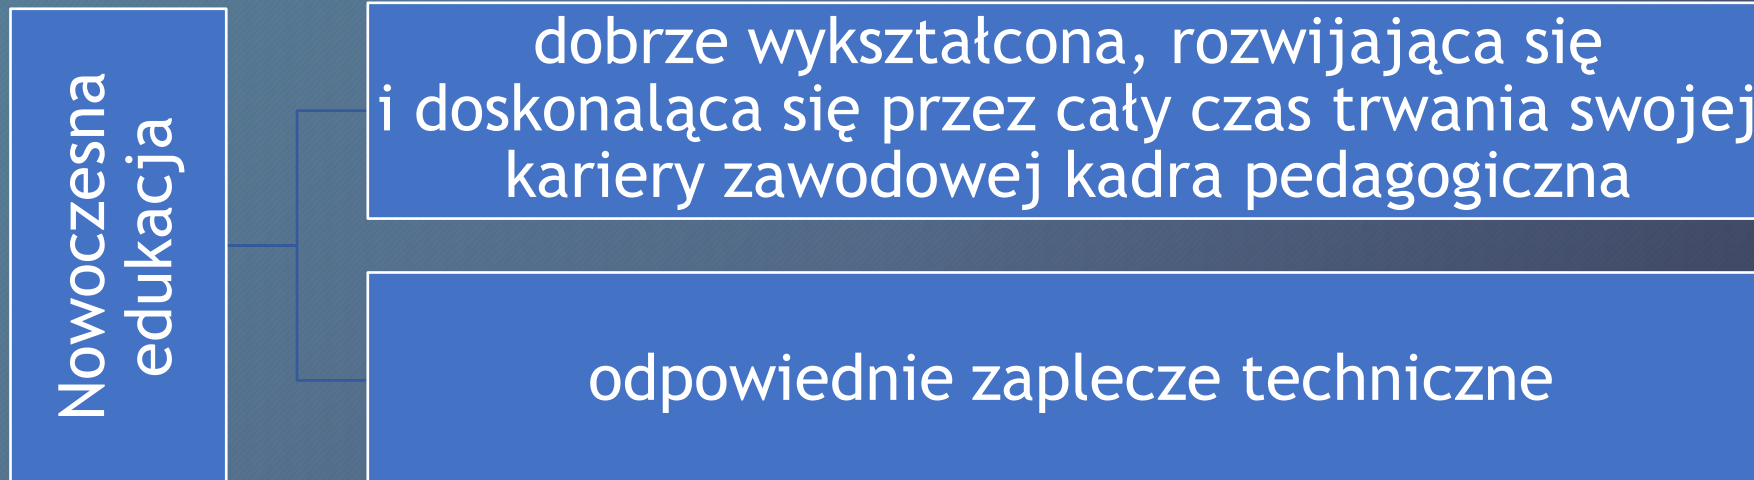 Nowoczesna
edukacja
dobrze wykształcona, rozwijająca się
i doskonaląca się przez cały czas trwania swojej
kariery zawodowej kadra pedagogiczna
odpowiednie zaplecze techniczne